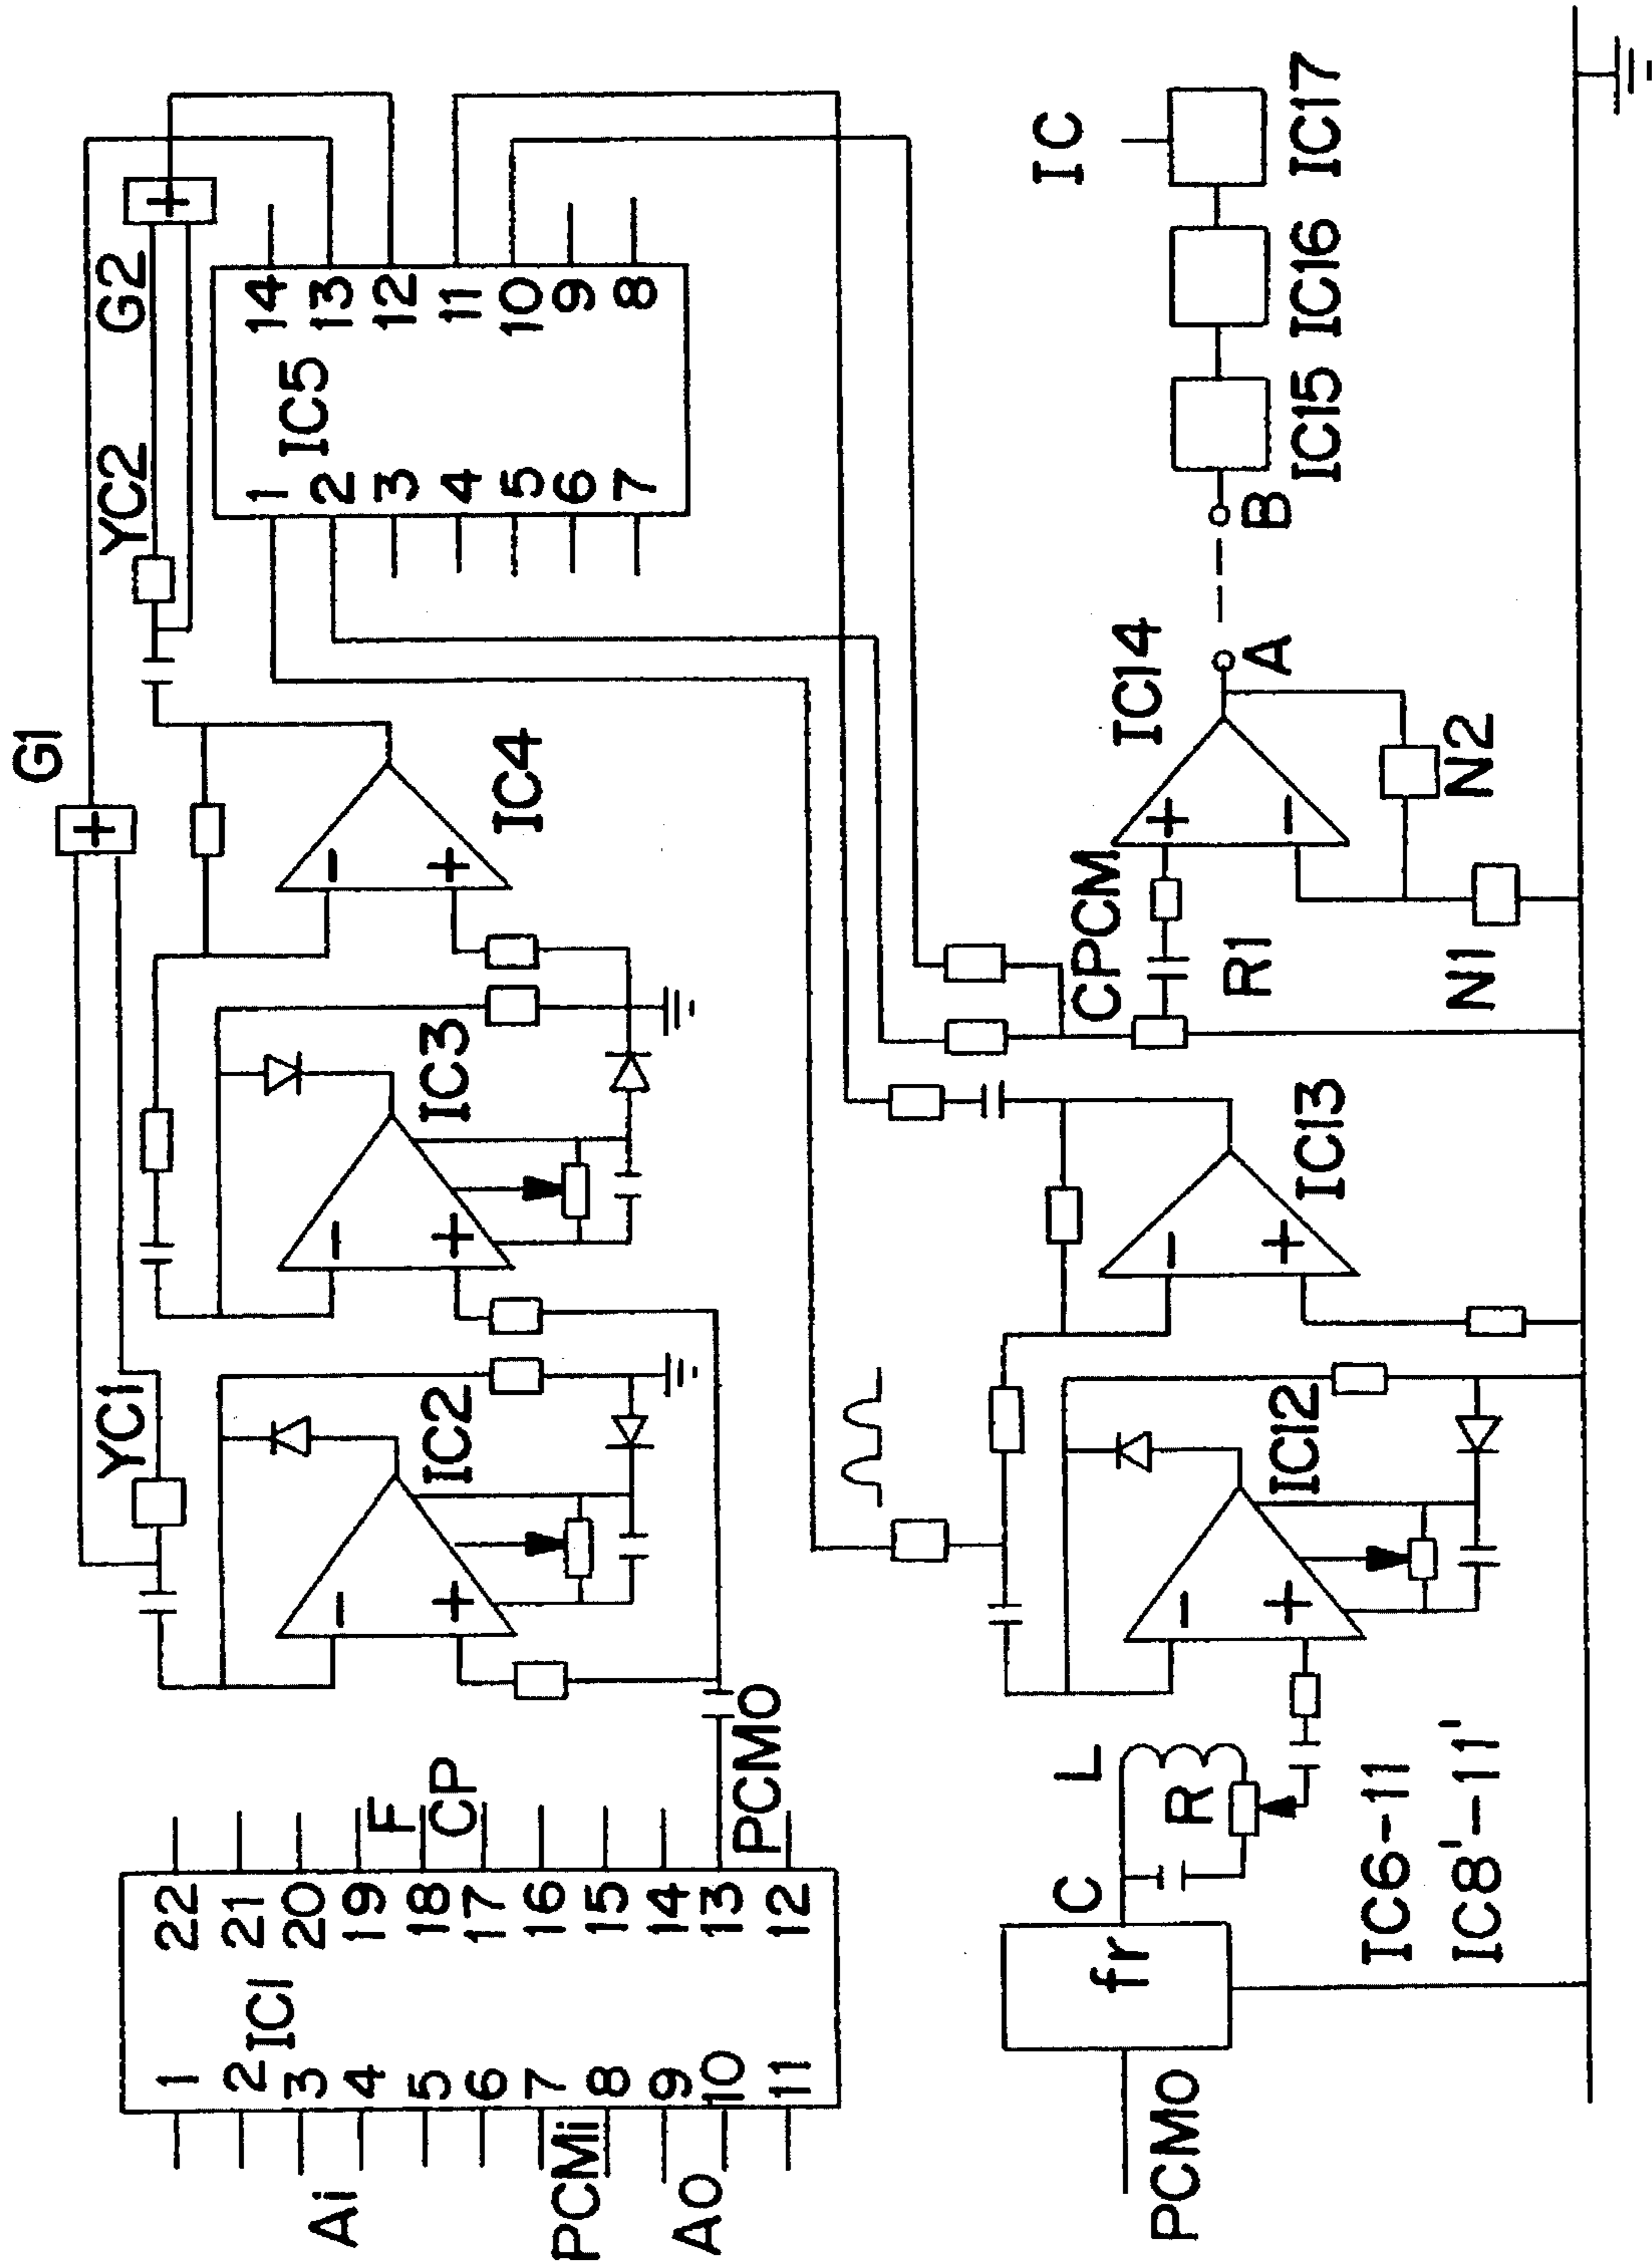 G1
G2
YC1
YC2
IC1
1
2
3
4
5
6
7
8
9
10
11
22
21
20
19
18
17
16
15
14
13
12
Ai
PCMi
AO
F
CP
PCMO
IC2
- +
IC3
- +
IC4
- +
IC5
1
2
3
4
5
6
7
14
13
12
11
10
9
8
+
+
PCMO
fr
C
L
R
IC6-11
IC8'-11'
IC12
- +
IC13
- +
CPCM
R1
IC14
+ -
N1
N2
A
B
IC15
IC16
IC17
IC